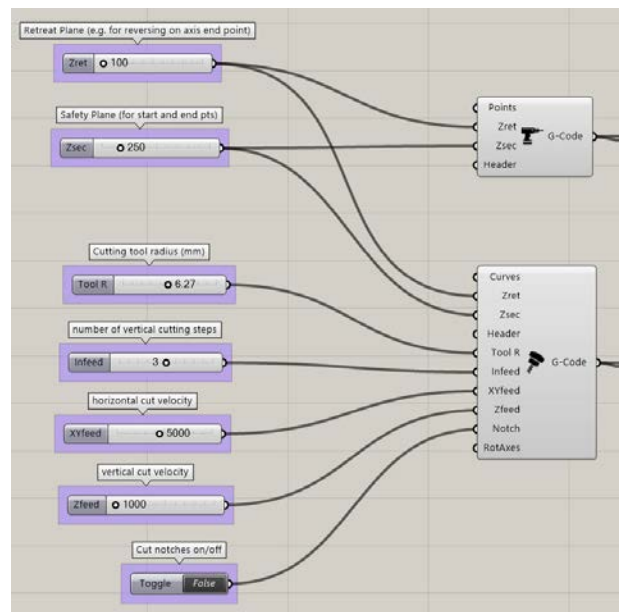 Retreat Plane (e.g. for reversing on axis end point)
Zret 100
Safety Plane (for start and end pts)
Zsec 250
Points
Zret
Zsec
Header
G-Code
Cutting tool radius (mm)
Tool R 6.27
number of vertical cutting steps
Infeed 3
horizontal cut velocity
XYfeed 5000
vertical cut velocity
Zfeed 1000
Cut notches on/off
Toggle False
Curves
Zret
Zsec
Header
Tool R
Infeed
XYfeed
Zfeed
Notch
RotAxes
G-Code